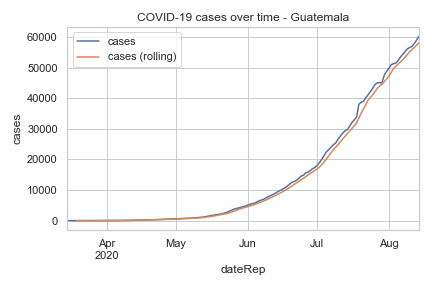 COVID-19 cases over time - Guatemala
cases
cases (rolling)
60000
50000
40000
30000
20000
10000
0
cases
Apr
2020
May
Jun
Jul
Aug
dateRep